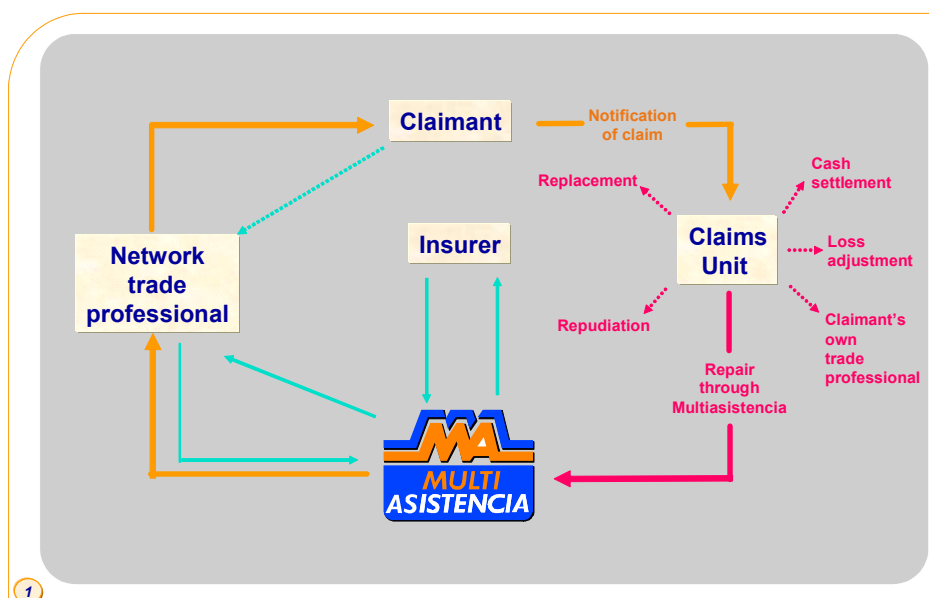 Claimant
Notification
of claim
Replacement
Cash
settlement
Network
trade
professional
Insurer
Claims
Unit
Loss
adjustment
Repudiation
Claimant's
own
trade
professional
Repair
through
Multiasistencia
MA
MULTI
ASISTENCIA
1